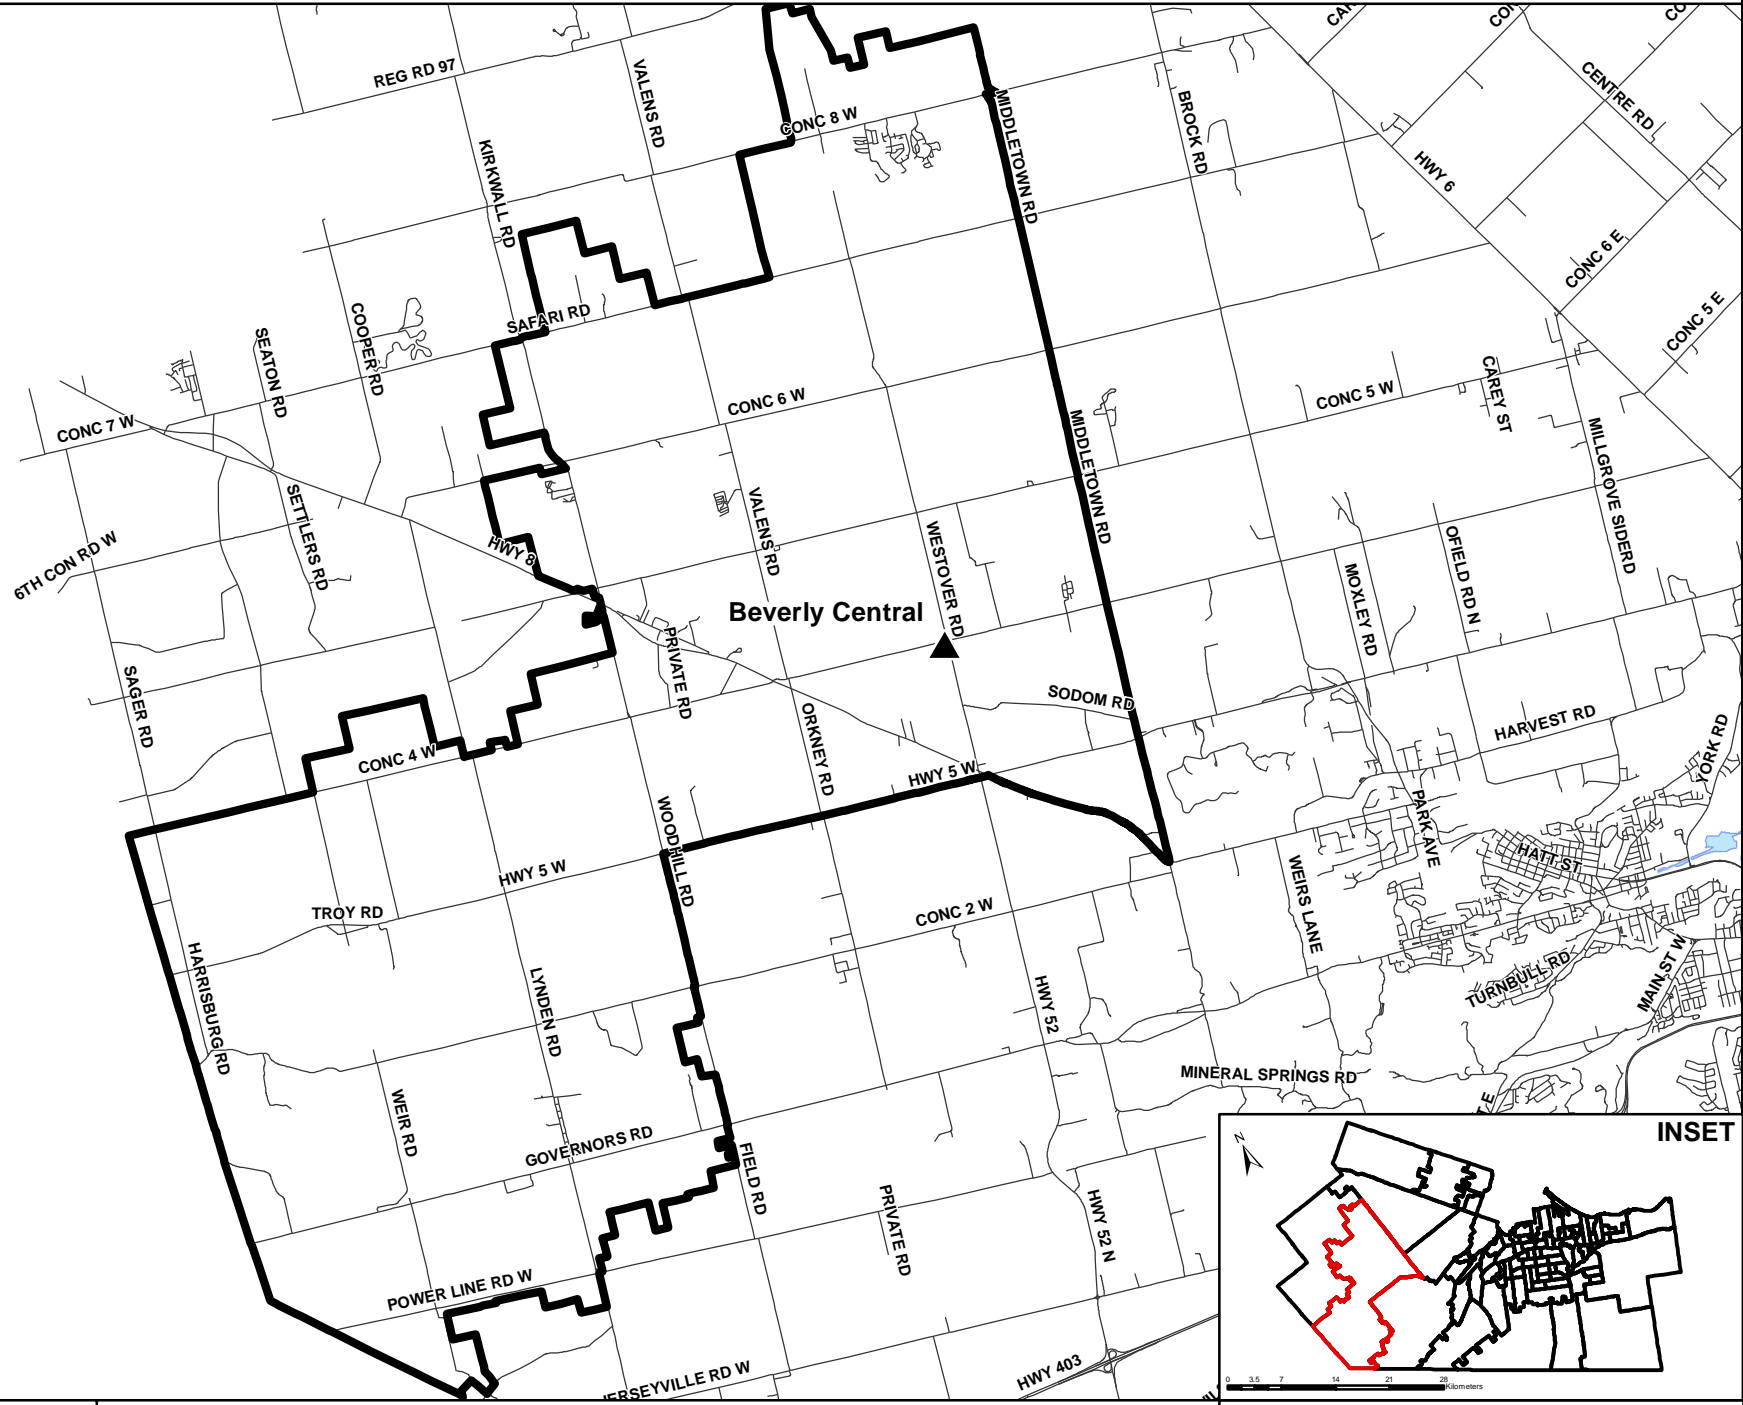 REG RD 97
VALENS RD
CONC 8 W
MIDDLETOWN RD
BROCK RD
CENTRE RD
HWY 6
KIRKWALL RD
CONC 6 E
CONC 5 E
SAFARI RD
COOPER RD
SEATON RD
CONC 7 W
CONC 6 W
CONC 5 W
CAREY ST
MIDDLETOWN RD
MILLGROVE SIDERD
SETTLERS RD
VALENS RD
WESTOVER RD
OFIELD RD N
MOXLEY RD
6TH CON RD W
HWY 8
Beverly Central
PRIVATE RD
SAGER RD
SODOM RD
ORKNEY RD
HARVEST RD
YORK RD
CONC 4 W
HWY 5 W
WOODHILL RD
PARK AVE
HATT ST
HWY 5 W
WEIRS LANE
TROY RD
CONC 2 W
HARRISBURG RD
LYNDEN RD
HWY 52
TURNBULL RD
MAIN ST W
MINERAL SPRINGS RD
WEIR RD
GOVERNORS RD
FIELD RD
PRIVATE RD
HWY 52 N
POWER LINE RD W
HWY 403
INSET
N
0 3.5 7 14 21 28
Kilometers